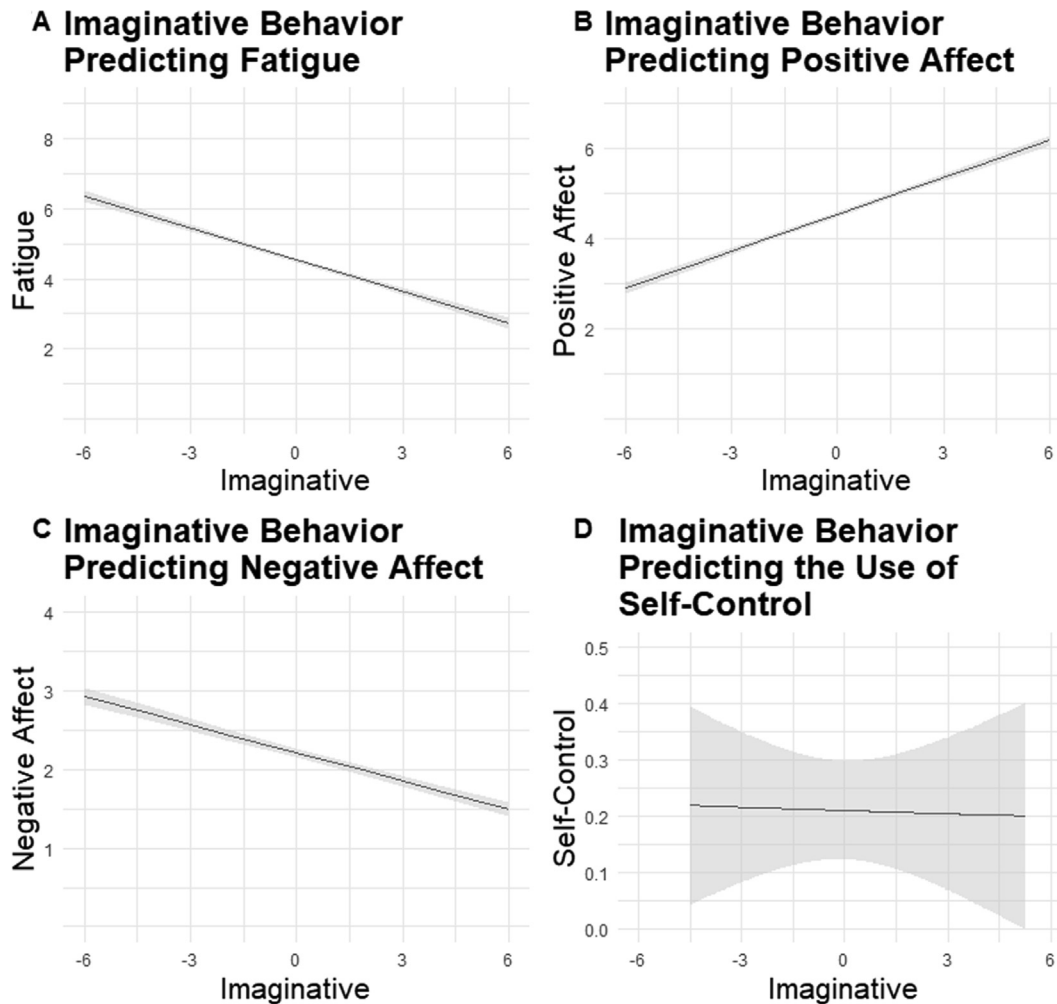 A Imaginative Behavior
Predicting Fatigue
Fatigue
8
6
4
2
-6 -3 0 3 6
Imaginative
B Imaginative Behavior
Predicting Positive Affect
Positive Affect
6
4
2
-6 -3 0 3 6
Imaginative
C Imaginative Behavior
Predicting Negative Affect
Negative Affect
4
3
2
1
-6 -3 0 3 6
Imaginative
D Imaginative Behavior
Predicting the Use of
Self-Control
Self-Control
0.5
0.4
0.3
0.2
0.1
0.0
-6 -3 0 3 6
Imaginative